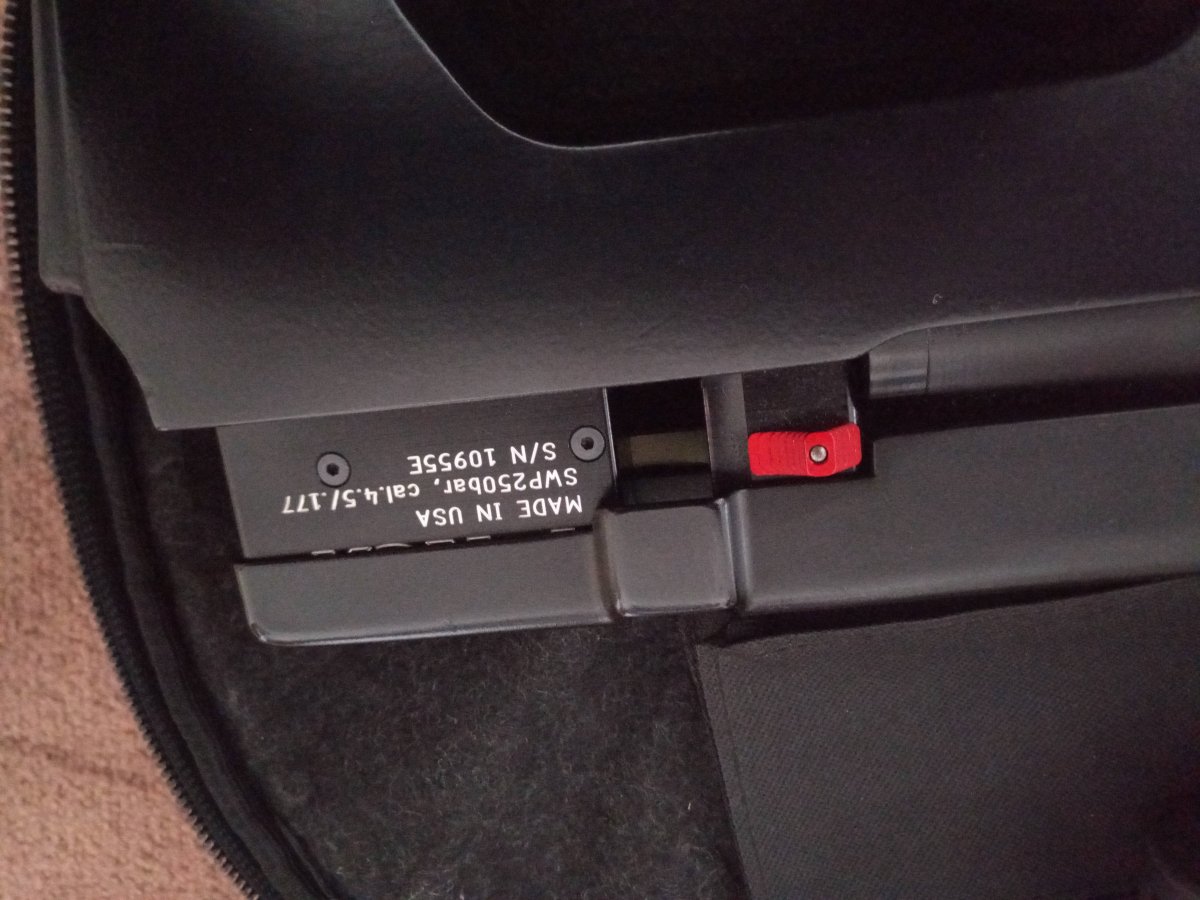 MADE IN USA
SWP250bar, cal.4.5/.177
S/N 10955E